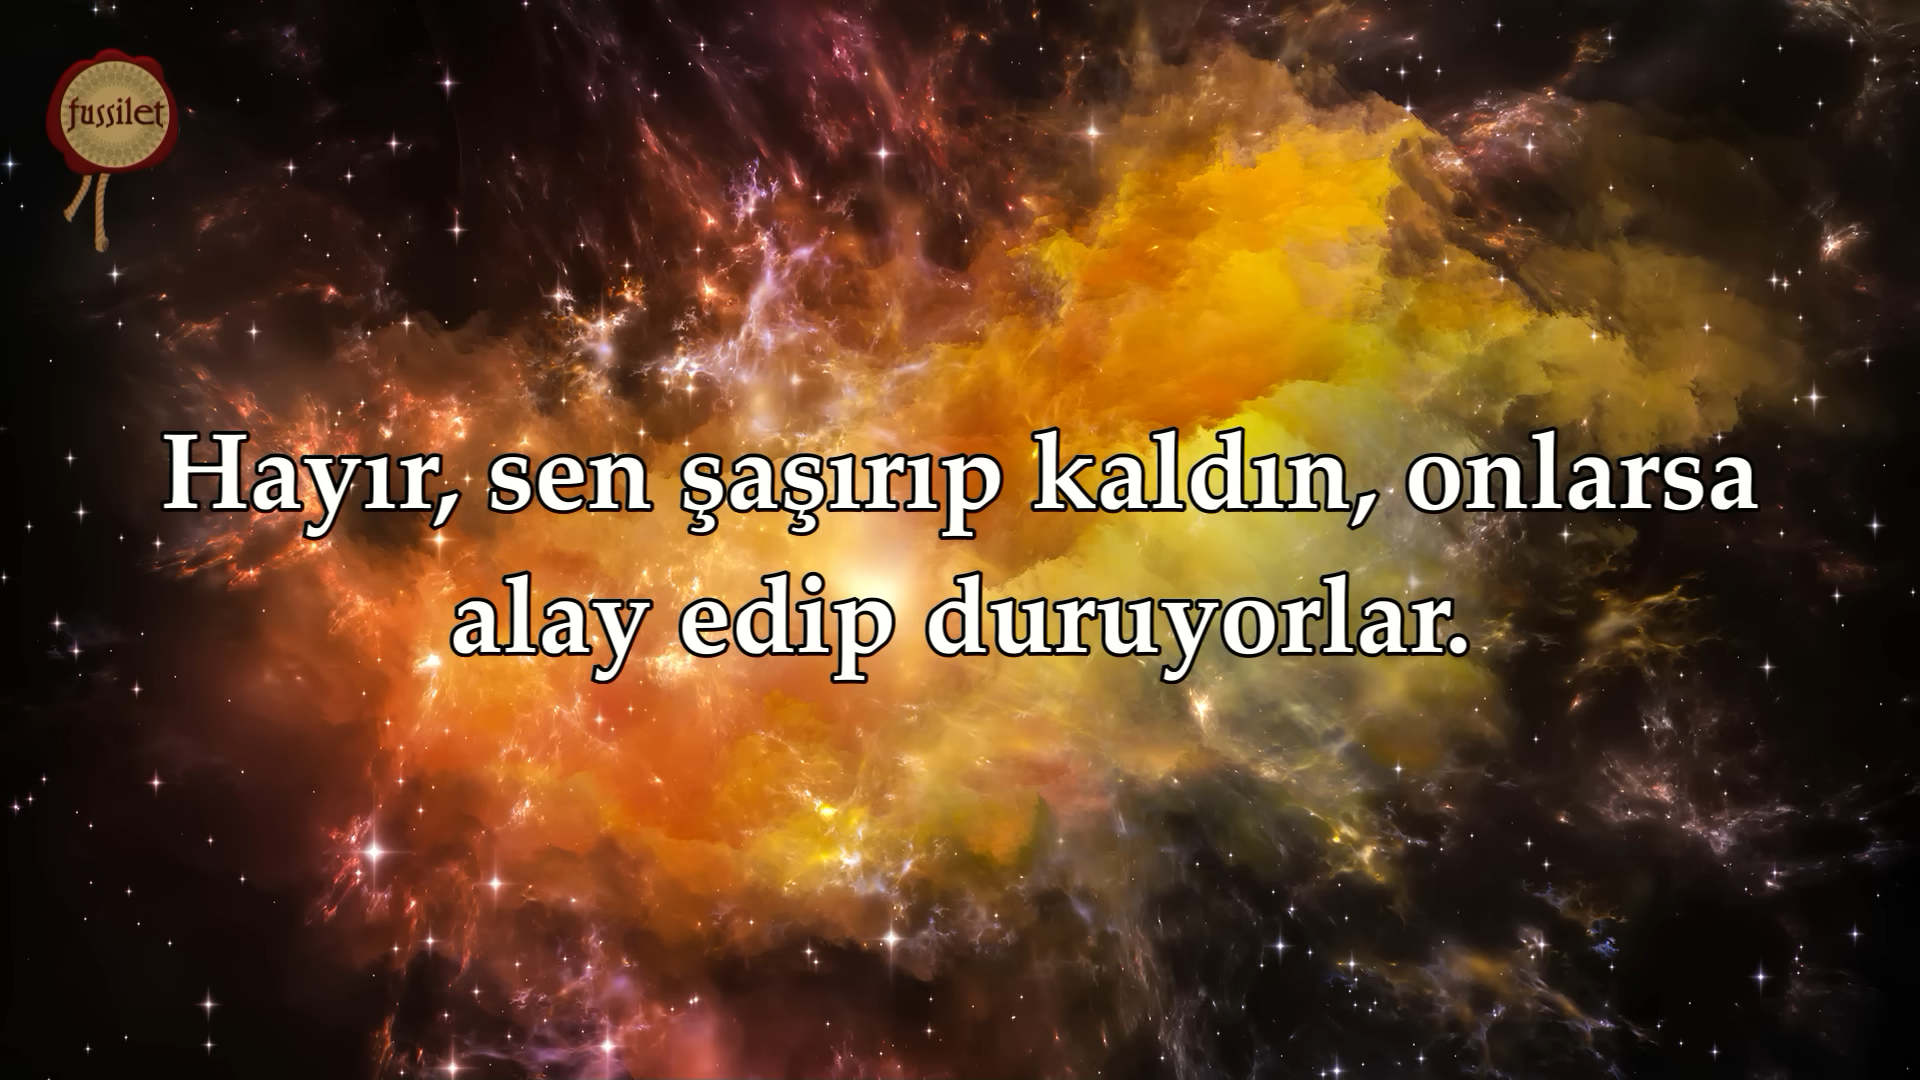 fussilet
Hayır, sen şaşırıp kaldın, onlarsa
alay edip duruyorlar.